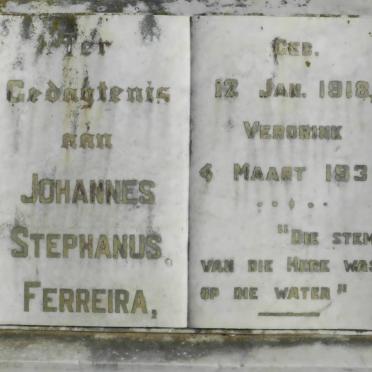 Ter
Gedagtenis
aan
JOHANNES
STEPHANUS
FERREIRA,
GEB.
12 JAN. 1918,
VERDRINK
4 MAART 193
"DIE STEM
VAN DIE HERE WAS
OP DIE WATER"